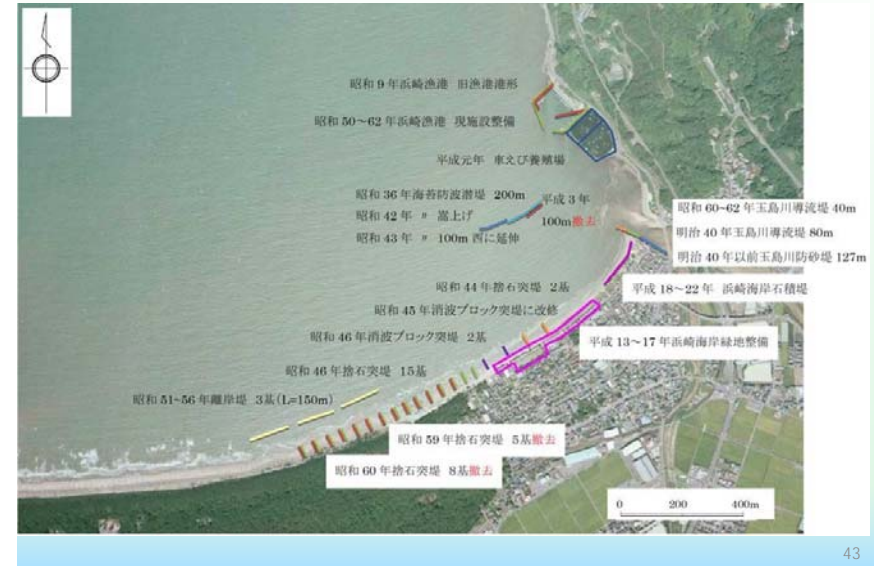 昭和9年浜崎漁港 旧漁港港形
昭和50～62年浜崎漁港 現施設整備
平成元年 車えび養殖場
昭和36年海苔防波潜堤 200m
昭和42年 〃 嵩上げ
昭和43年 〃 100m西に延伸
平成3年
100m撤去
昭和60~62年玉島川導流堤40m
明治40年玉島川導流堤80m
明治40年以前玉島川防砂堤127m
昭和44年捨石突堤 2基
昭和45年消波ブロック突堤に改修
平成18～22年 浜崎海岸石積堤
昭和46年消波ブロック突堤 2基
平成13～17年浜崎海岸緑地整備
昭和46年捨石突堤 15基
昭和51~56年離岸堤 3基(L=150m)
昭和59年捨石突堤 5基撤去
昭和60年捨石突堤 8基撤去
0 200 400m
43